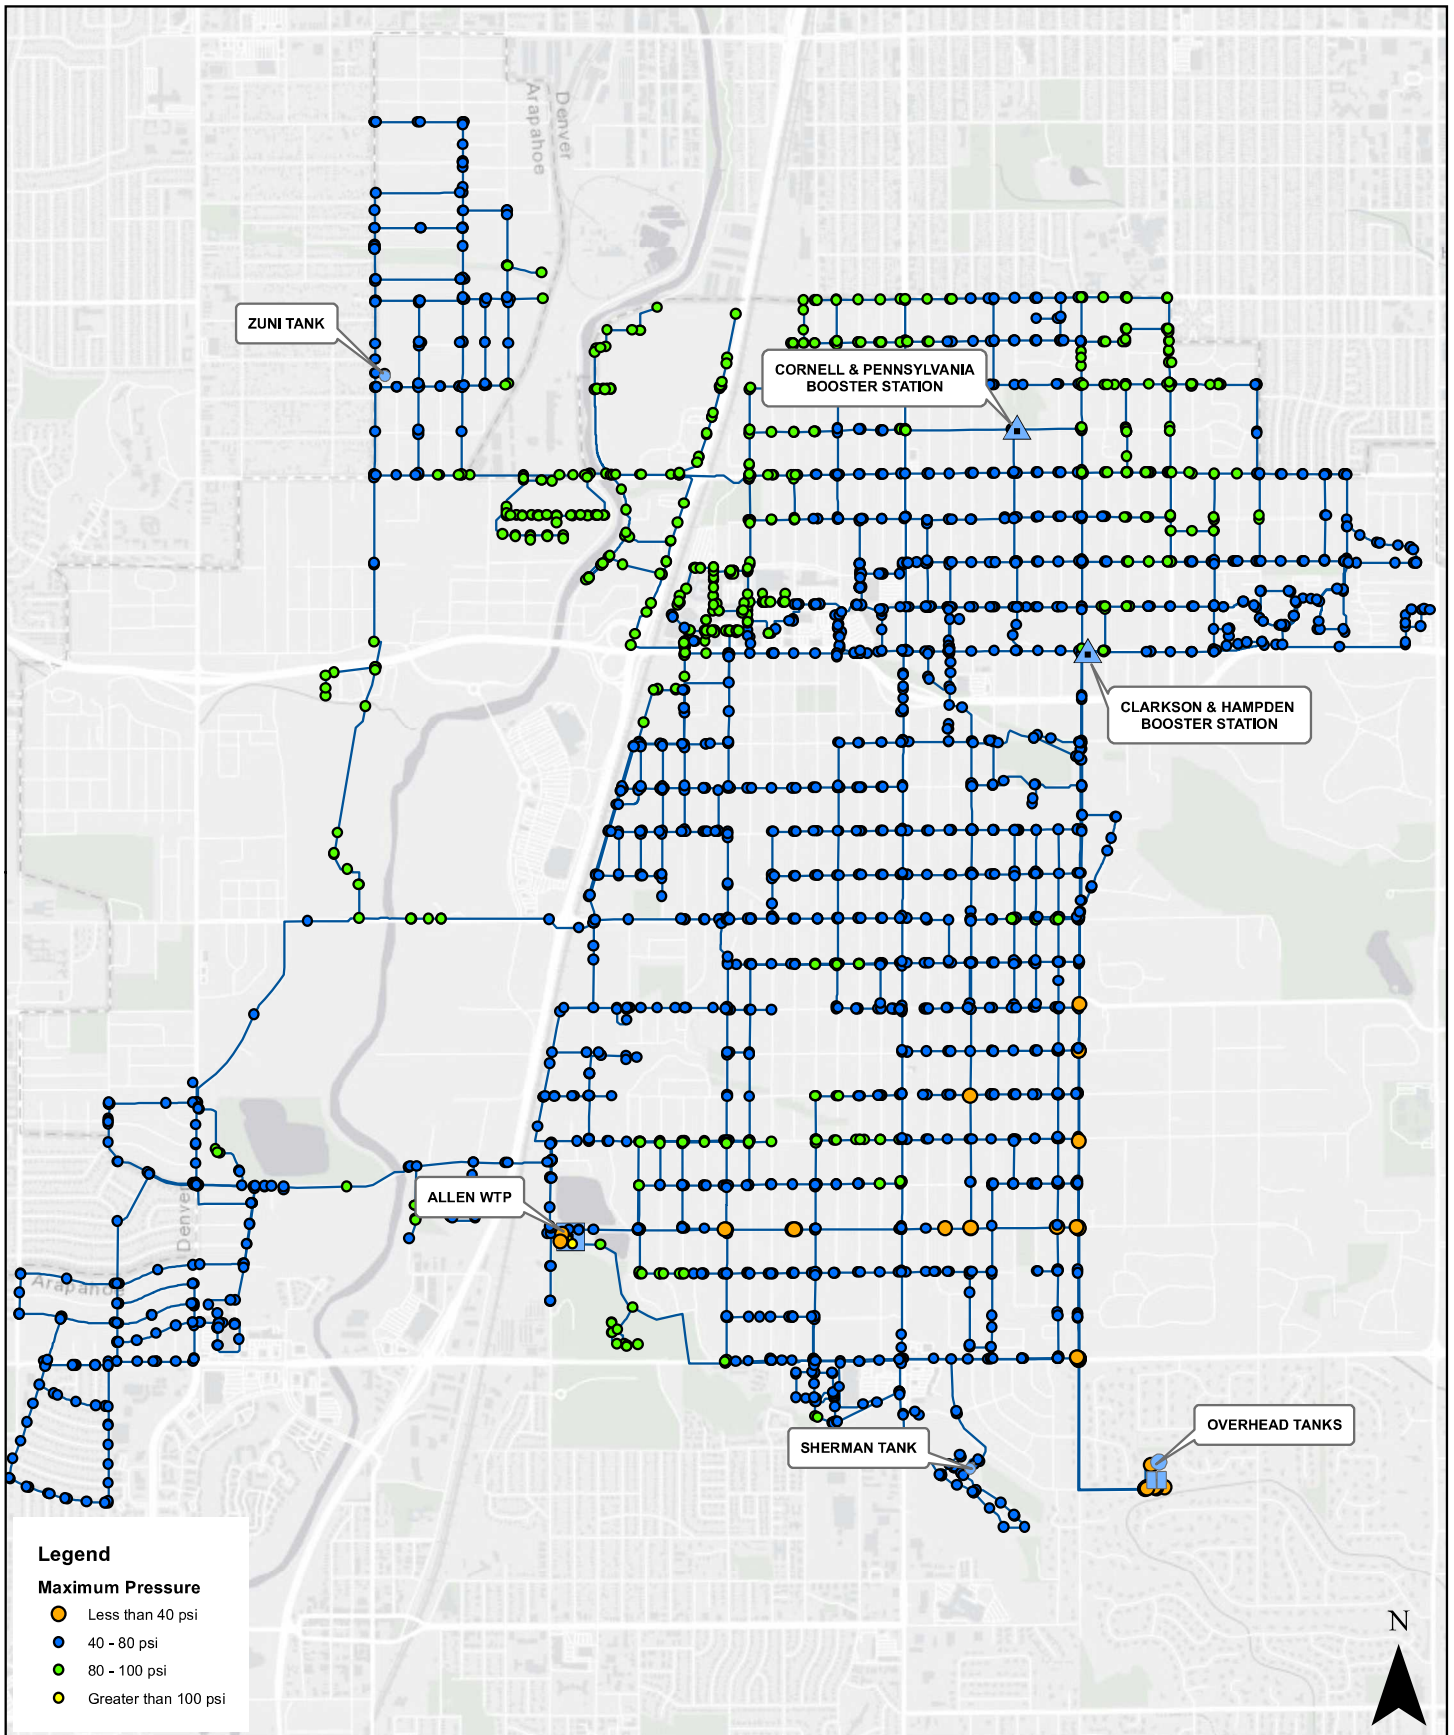 Denver
Arapahoe
ZUNI TANK
CORNELL & PENNSYLVANIA
BOOSTER STATION
CLARKSON & HAMPDEN
BOOSTER STATION
ALLEN WTP
Denver
Arapahoe
OVERHEAD TANKS
SHERMAN TANK
Legend
Maximum Pressure
Less than 40 psi
40 - 80 psi
80 - 100 psi
Greater than 100 psi
N